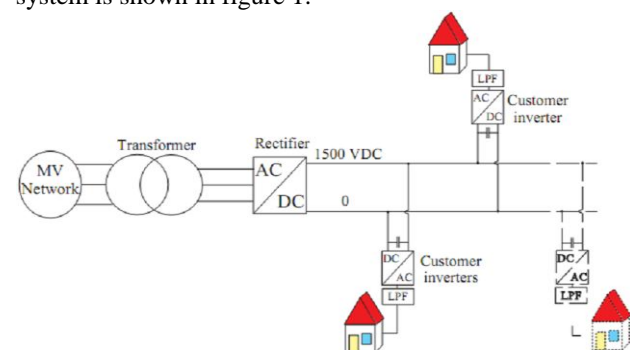 system is shown in figure 1.
LPF
AC
DC
Customer
inverter
Transformer
Rectifier
1500 VDC
MV
Network
AC
DC
0
DC
AC
Customer
inverters
LPF
DC
AC
LPF